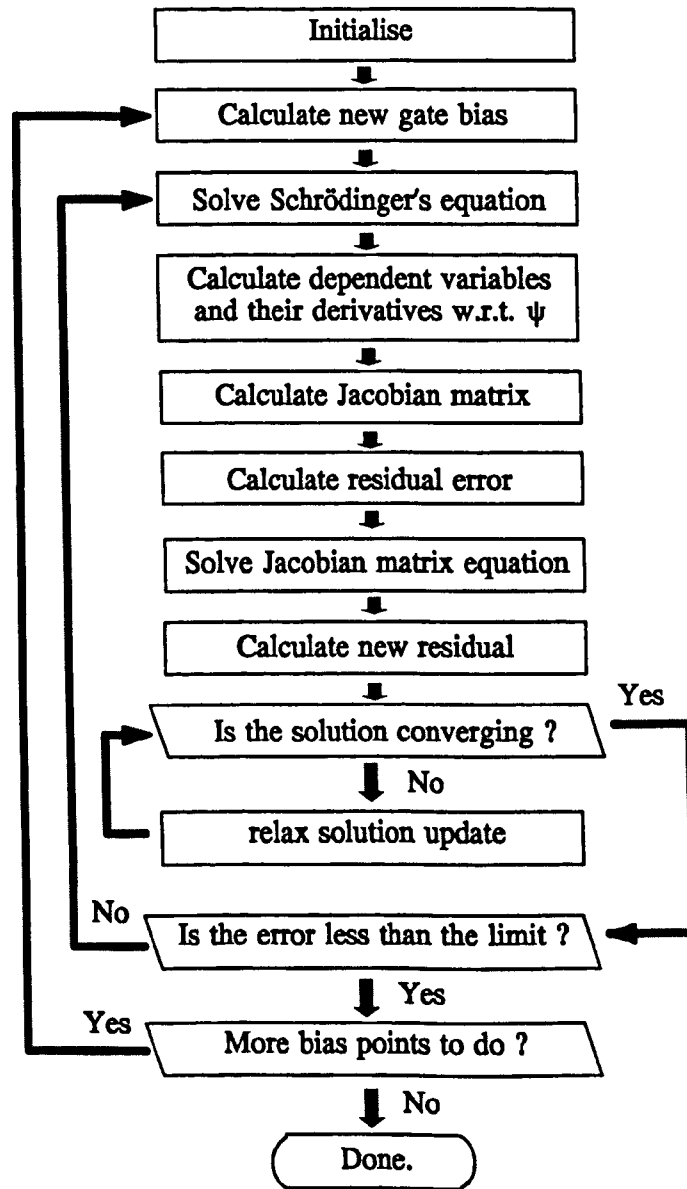 Initialise
Calculate new gate bias
Solve Schrödinger's equation
Calculate dependent variables
and their derivatives w.r.t. ψ
Calculate Jacobian matrix
Calculate residual error
Solve Jacobian matrix equation
Calculate new residual
Is the solution converging ?
Yes
No
relax solution update
No
Is the error less than the limit ?
Yes
Yes
More bias points to do ?
No
Done.